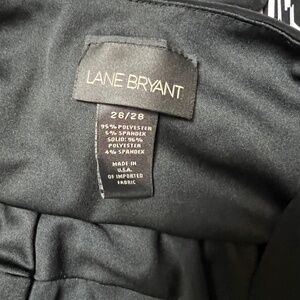 LANE BRYANT
26/28
95% POLYESTER
5% SPANDEX
SOLID: 96%
POLYESTER
4% SPANDEX
MADE IN
U.S.A.
OF IMPORTED
FABRIC